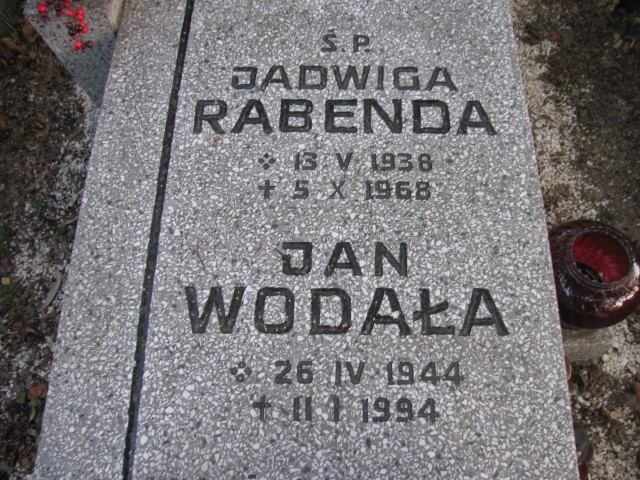 Ś.P.
JADWIGA
RABENDA
13 V 1938
✝ 5 X 1968
JAN
WODAŁA
26 IV 1944
✝ 11 I 1994